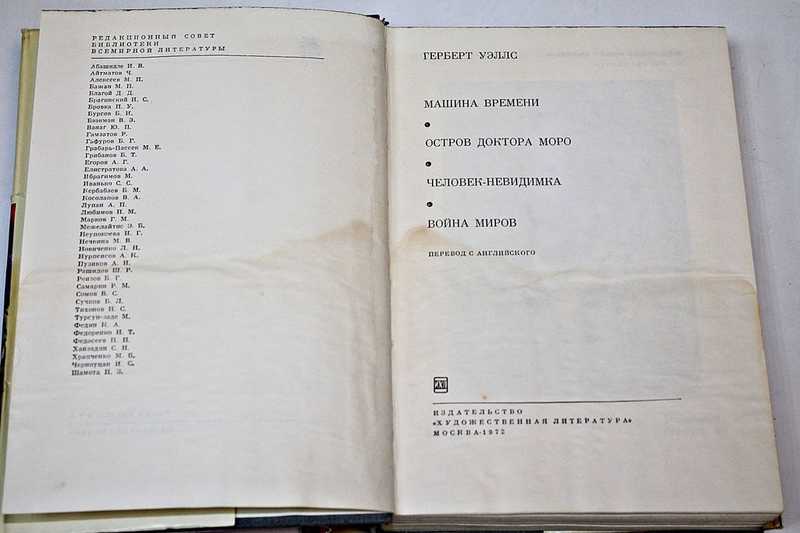 РЕДАКЦИОННЫЙ СОВЕТ
БИБЛИОТЕКИ
ВСЕМИРНОЙ ЛИТЕРАТУРЫ
Абашидзе И. В.
Айтматов Ч.
Алексеев М. П.
Бажан М. П.
Благой Д. Д.
Брагинский И. С.
Бровка П. У.
Бурсов Б. И.
Ванаг Ю. П.
Гамзатов Р.
Гафуров Б. Г.
Грабарь-Пассек М. Е.
Грибанов Б. Т.
Егоров А. Г.
Елистратова А. А.
Ибрагимов М.
Иванько С. С.
Кербабаев Б. М.
Косолапов В. А.
Лупан А. П.
Любимов Н. М.
Марков Г. М.
Межелайтис Э. Б.
Неупокоева И. Г.
Нечкина М. В.
Новиченко Л. Н.
Нурпеисов А. К.
Пузиков А. И.
Рашидов Ш. Р.
Реизов Б. Г.
Самарин Р. М.
Сомов В. С.
Сучков Б. Л.
Тихонов Н. С.
Турсун-заде М.
Федин К. А.
Федоренко Н. Т.
Федосеев П. Н.
Ханзадян С. Н.
Храпченко М. Б.
Черноуцан И. С.
Шамота Н. З.
ГЕРБЕРТ УЭЛЛС
МАШИНА ВРЕМЕНИ
ОСТРОВ ДОКТОРА МОРО
ЧЕЛОВЕК-НЕВИДИМКА
ВОЙНА МИРОВ
ПЕРЕВОД С АНГЛИЙСКОГО
ИЗДАТЕЛЬСТВО
«ХУДОЖЕСТВЕННАЯ ЛИТЕРАТУРА»
МОСКВА·1972